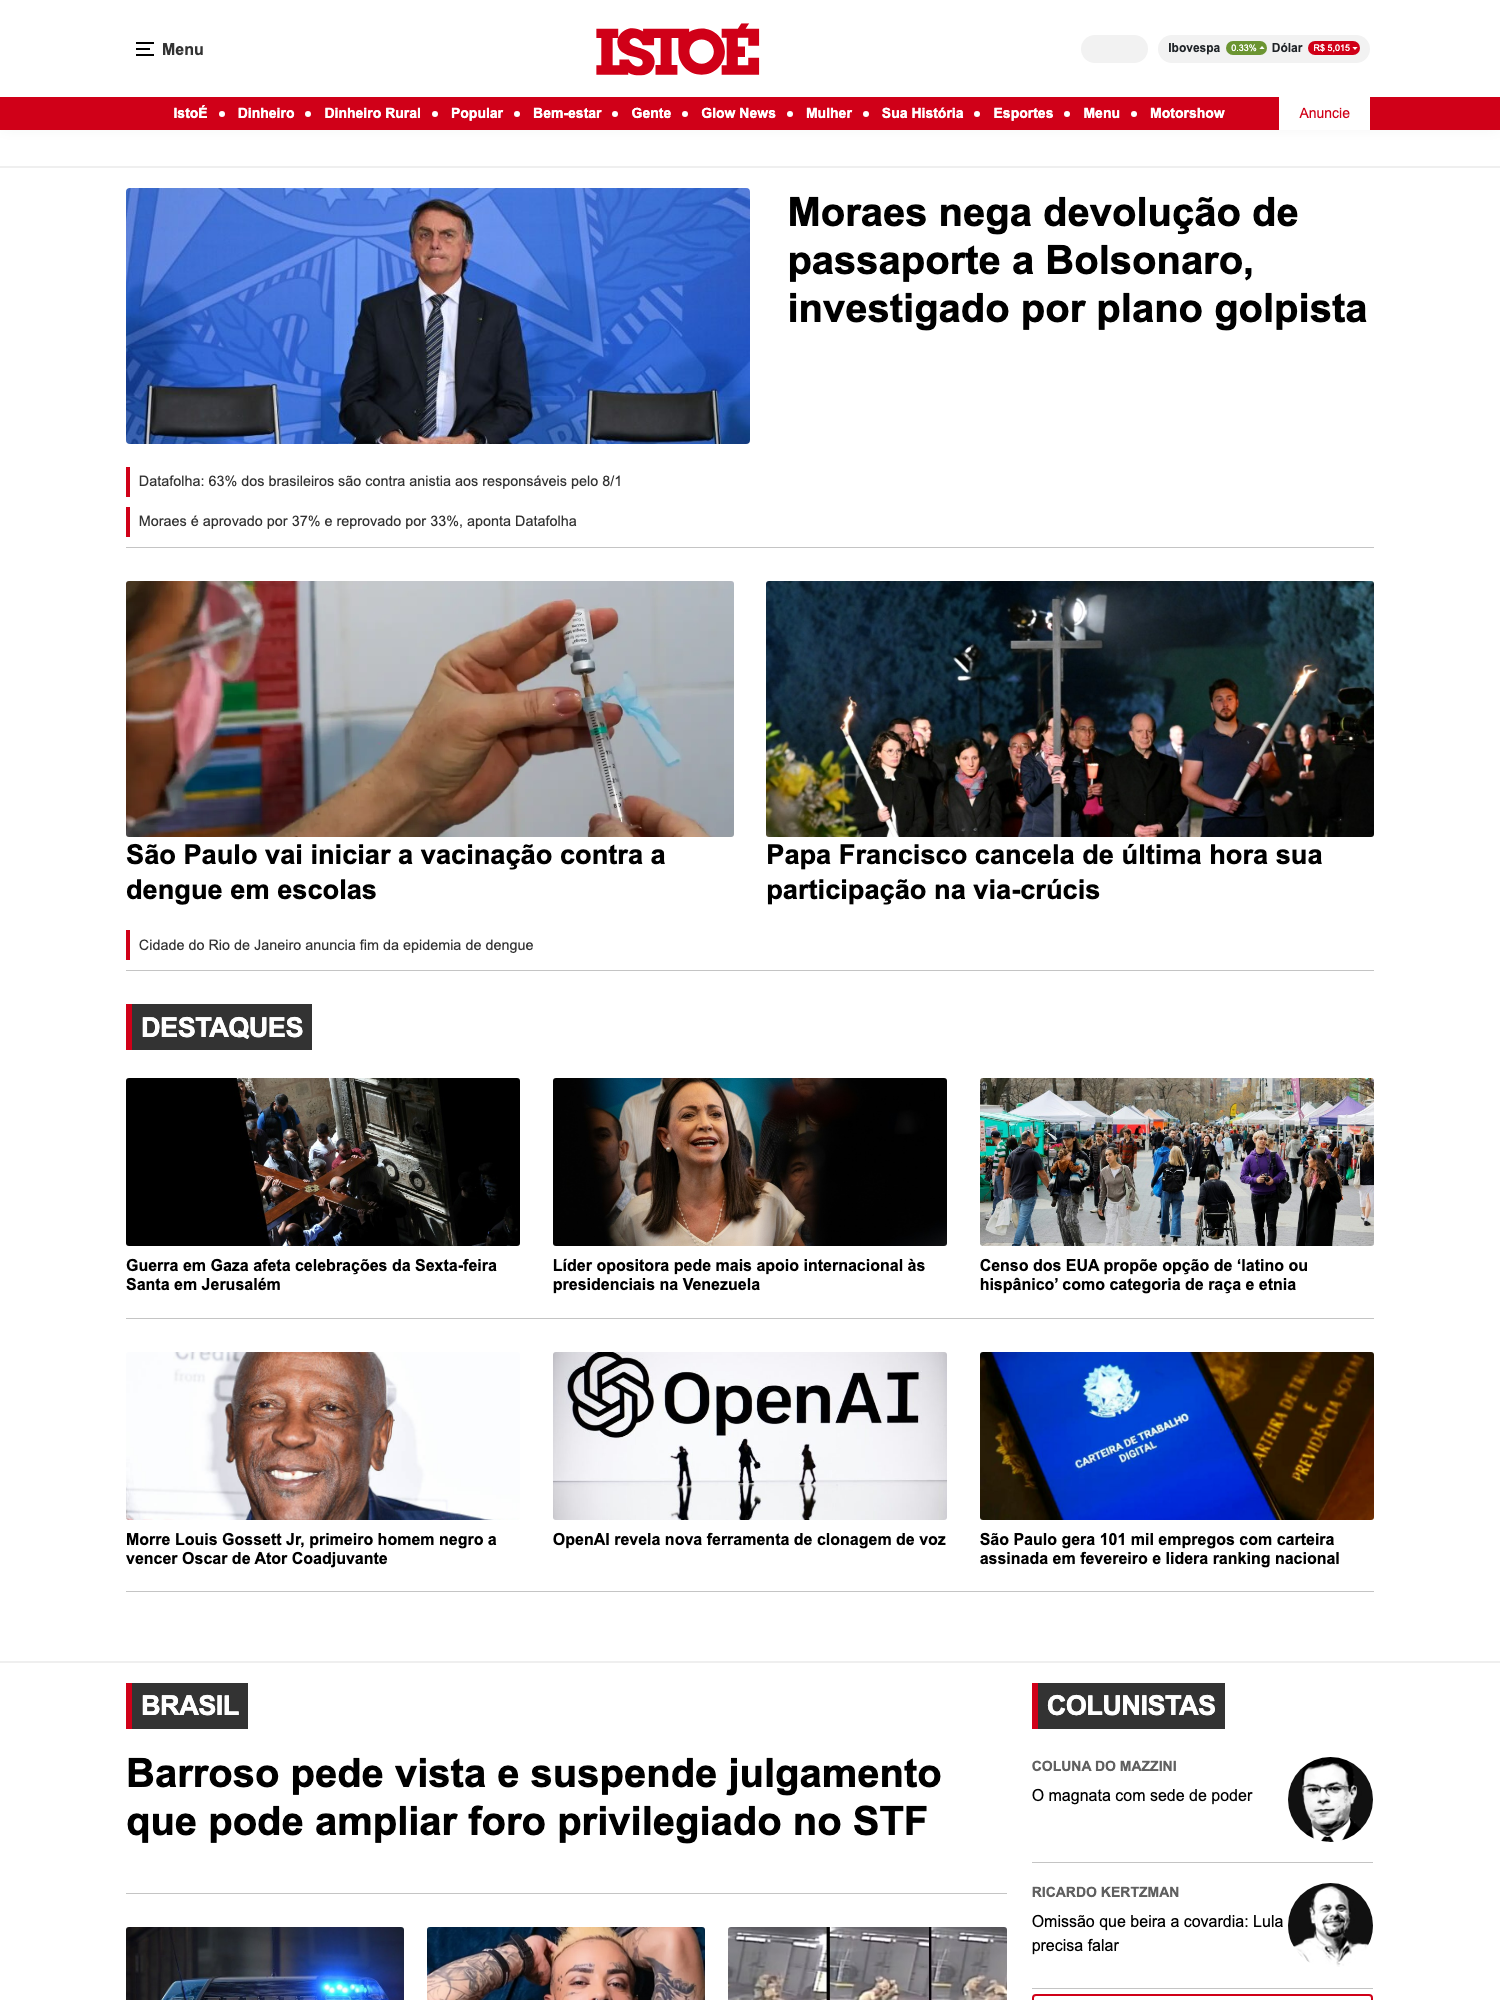 Menu
ISTOÉ
Ibovespa 0.33% Dólar R$ 5,015
IstoÉ • Dinheiro • Dinheiro Rural • Popular • Bem-estar • Gente • Glow News • Mulher • Sua História • Esportes • Menu • Motorshow
Anuncie
Moraes nega devolução de
passaporte a Bolsonaro,
investigado por plano golpista
Datafolha: 63% dos brasileiros são contra anistia aos responsáveis pelo 8/1
Moraes é aprovado por 37% e reprovado por 33%, aponta Datafolha
São Paulo vai iniciar a vacinação contra a
dengue em escolas
Cidade do Rio de Janeiro anuncia fim da epidemia de dengue
Papa Francisco cancela de última hora sua
participação na via-crúcis
DESTAQUES
Guerra em Gaza afeta celebrações da Sexta-feira
Santa em Jerusalém
Líder opositora pede mais apoio internacional às
presidenciais na Venezuela
Censo dos EUA propõe opção de ‘latino ou
hispânico’ como categoria de raça e etnia
from
Morre Louis Gossett Jr, primeiro homem negro a
vencer Oscar de Ator Coadjuvante
OpenAI
OpenAI revela nova ferramenta de clonagem de voz
CARTEIRA DE TRABALHO
DIGITAL
PREVIDÊNCIA SOCIAL
São Paulo gera 101 mil empregos com carteira
assinada em fevereiro e lidera ranking nacional
BRASIL
Barroso pede vista e suspende julgamento
que pode ampliar foro privilegiado no STF
COLUNISTAS
COLUNA DO MAZZINI
O magnata com sede de poder
RICARDO KERTZMAN
Omissão que beira a covardia: Lula
precisa falar